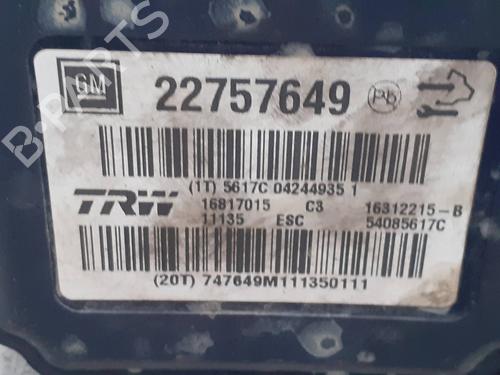 GM 22757649 Pb
(1T) 5617C 04244935 1
TRW 16817015 C3 16312215-B
11135 ESC 54085617C
(20T) 747649M111350111
B-PARTS